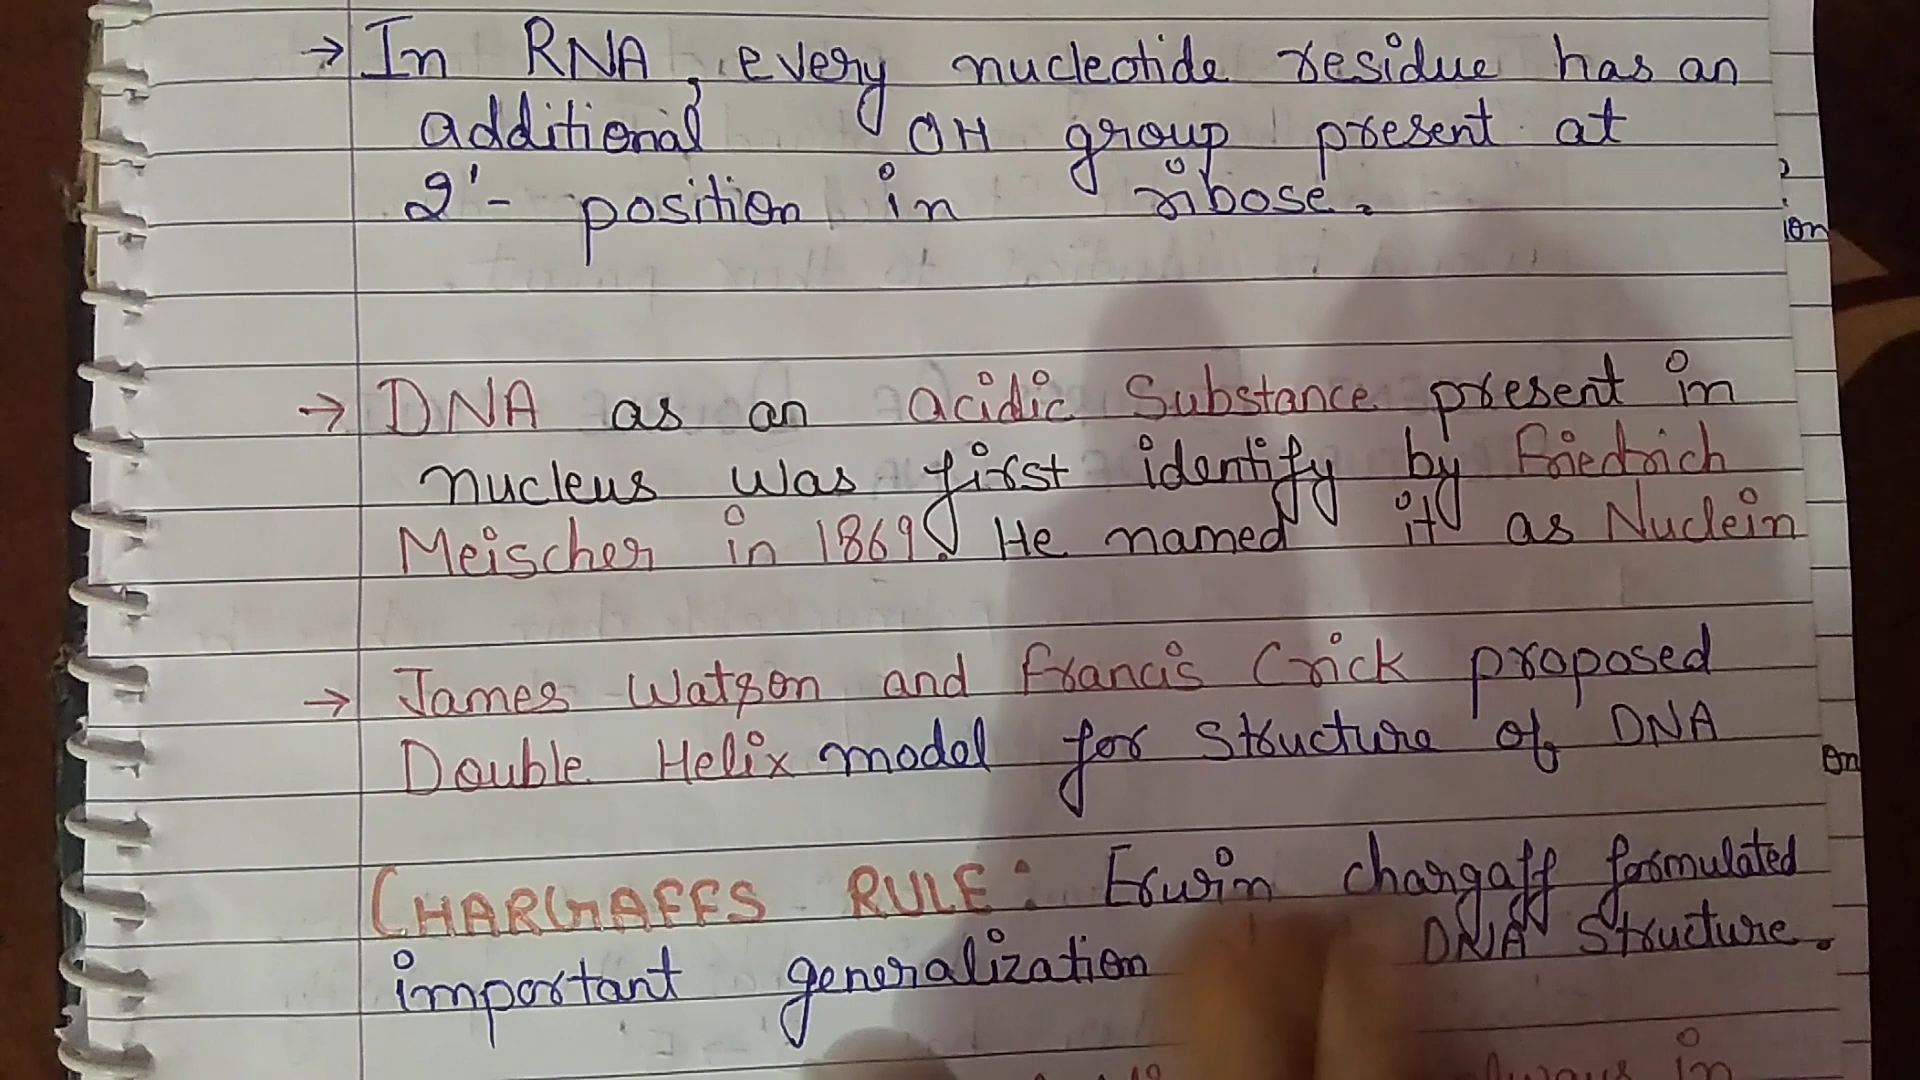 → In RNA, every nucleotide residue has an
additional OH group present at
2'- position in ribose.
→ DNA as an acidic Substance present in
nucleus was first identify by Friedrich
Meischer in 1869. He named it as Nuclein
→ James Watson and Francis Crick proposed
Double Helix model for structure of DNA
CHARGAFFS RULE: Erwin chargaff formulated
important generalization DNA Structure.
in